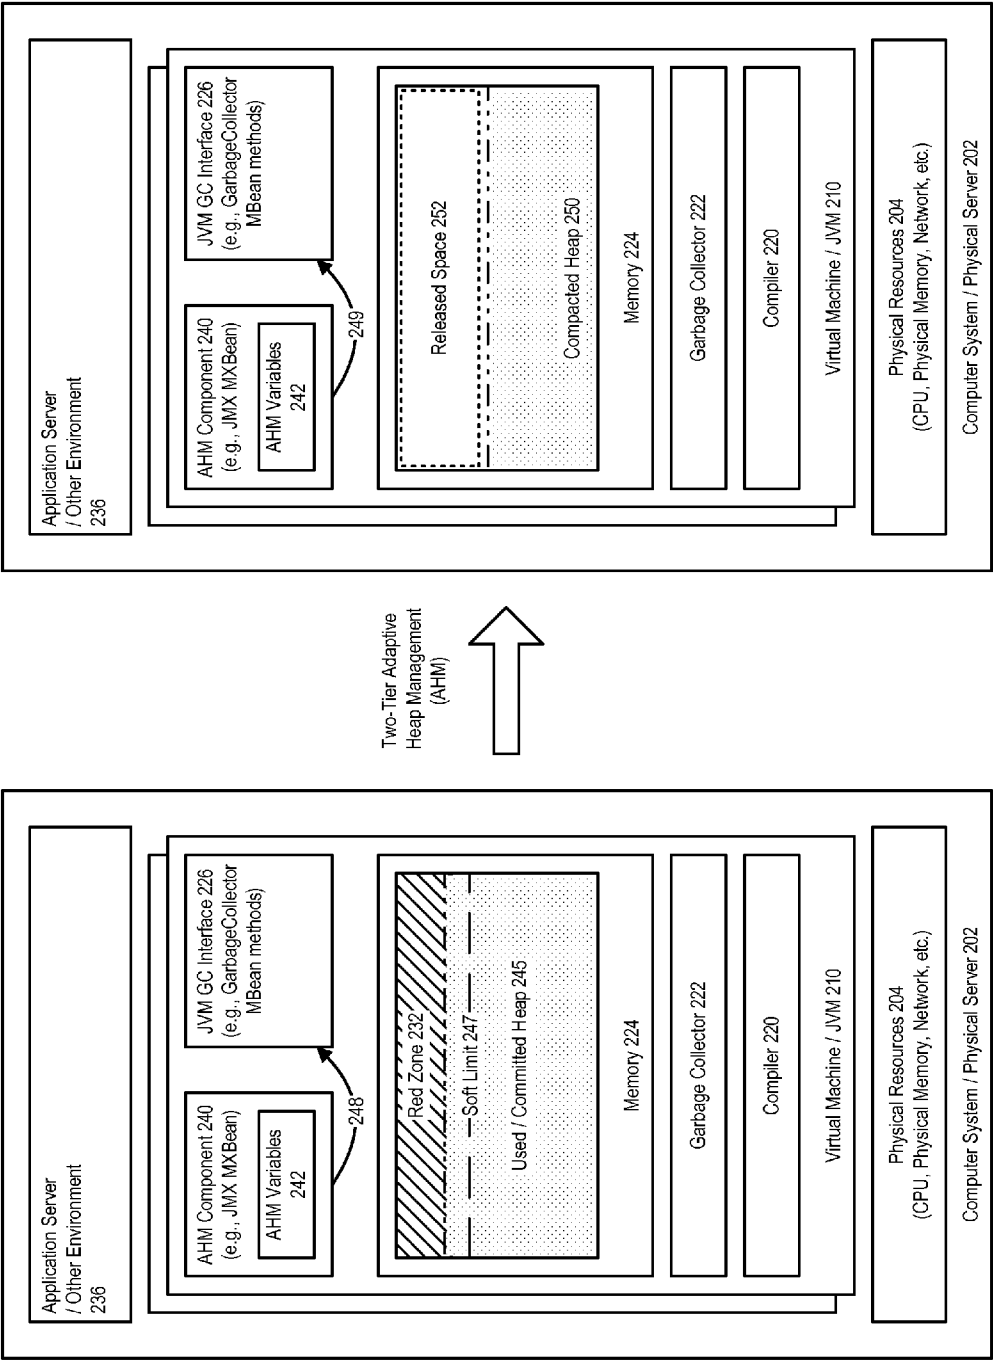 Application Server
/ Other Environment
236
AHM Component 240
(e.g., JMX MXBean)
AHM Variables
242
JVM GC Interface 226
(e.g., GarbageCollector
MBean methods)
248
Red Zone 232
Soft Limit 247
Used / Committed Heap 245
Memory 224
Garbage Collector 222
Compiler 220
Virtual Machine / JVM 210
Physical Resources 204
(CPU, Physical Memory, Network, etc.)
Computer System / Physical Server 202
Two-Tier Adaptive
Heap Management
(AHM)
Application Server
/ Other Environment
236
AHM Component 240
(e.g., JMX MXBean)
AHM Variables
242
JVM GC Interface 226
(e.g., GarbageCollector
MBean methods)
249
Released Space 252
Compacted Heap 250
Memory 224
Garbage Collector 222
Compiler 220
Virtual Machine / JVM 210
Physical Resources 204
(CPU, Physical Memory, Network, etc.)
Computer System / Physical Server 202